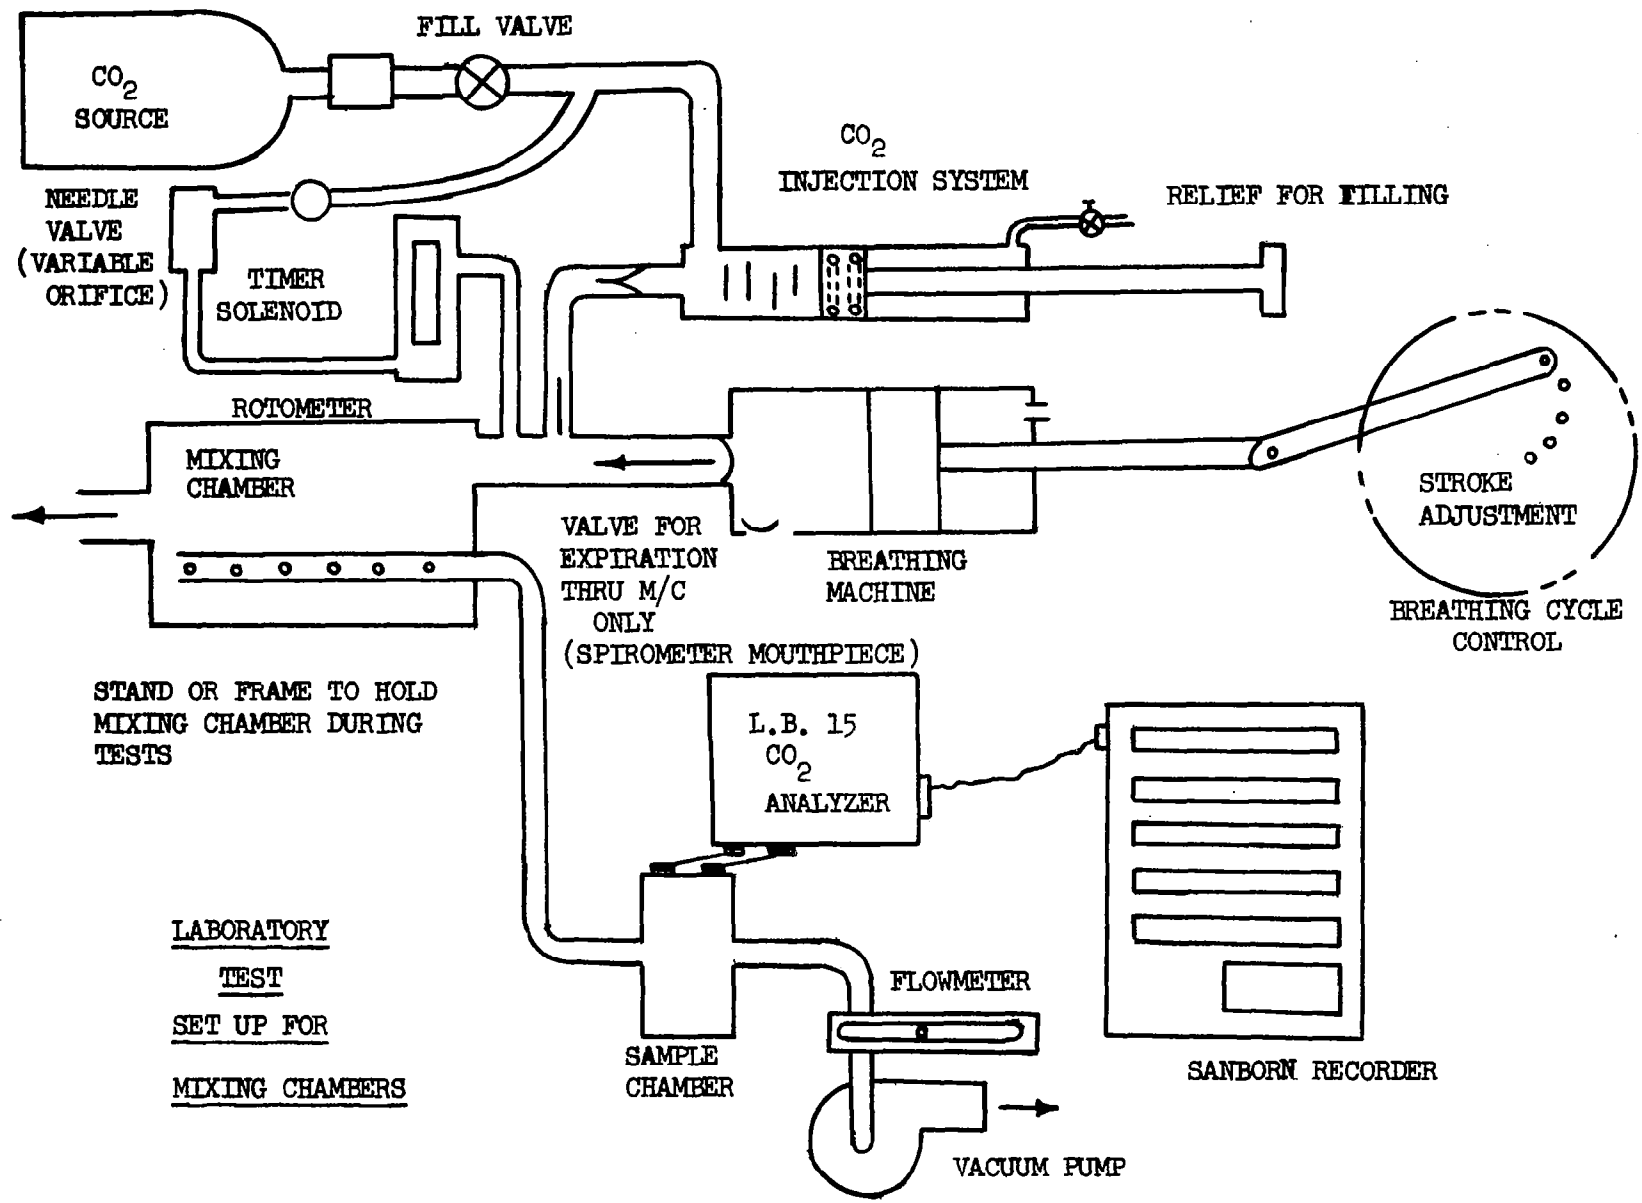 FILL VALVE
CO2
SOURCE
CO2
INJECTION SYSTEM
RELIEF FOR FILLING
NEEDLE
VALVE
(VARIABLE
ORIFICE)
TIMER
SOLENOID
ROTOMETER
MIXING
CHAMBER
STROKE
ADJUSTMENT
VALVE FOR
EXPIRATION
THRU M/C
ONLY
(SPIROMETER MOUTHPIECE)
BREATHING
MACHINE
BREATHING CYCLE
CONTROL
STAND OR FRAME TO HOLD
MIXING CHAMBER DURING
TESTS
L.B. 15
CO2
ANALYZER
LABORATORY
TEST
SET UP FOR
MIXING CHAMBERS
FLOWMETER
SAMPLE
CHAMBER
SANBORN RECORDER
VACUUM PUMP